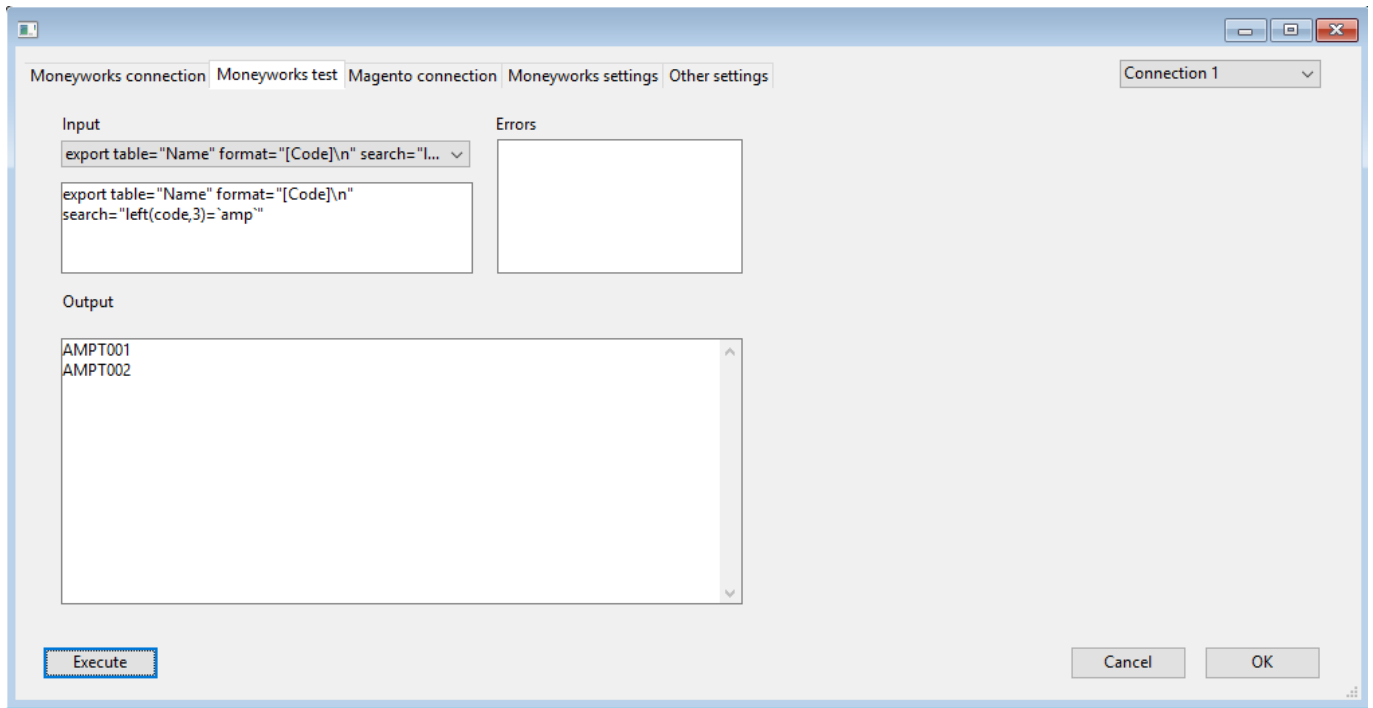 Moneyworks connection Moneyworks test Magento connection Moneyworks settings Other settings Connection 1
Input Errors
export table="Name" format="[Code]\n" search="l...
export table="Name" format="[Code]\n"
search="left(code,3)=`amp`"
Output
AMPT001
AMPT002
Execute Cancel OK